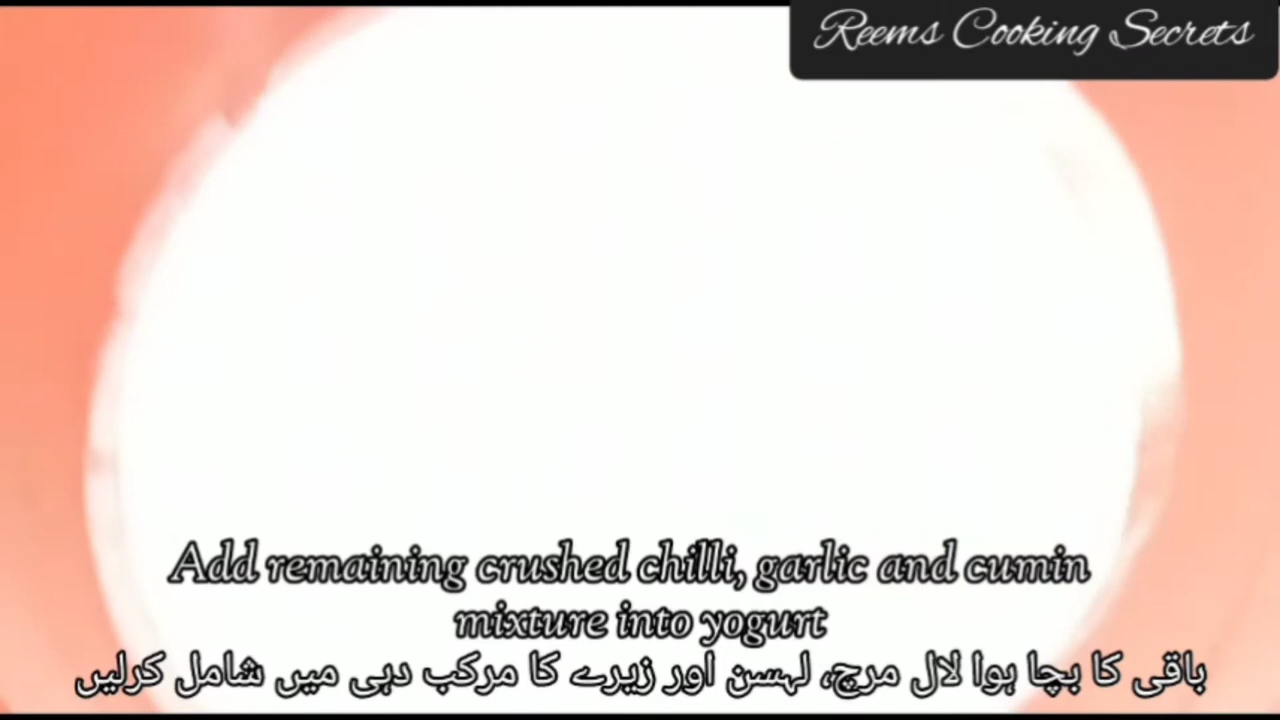 Reems Cooking Secrets
Add remaining crushed chilli, garlic and cumin
mixture into yogurt
باقی کا بچا ہوا لال مرچ، لہسن اور زیرے کا مرکب دہی میں شامل کرلیں